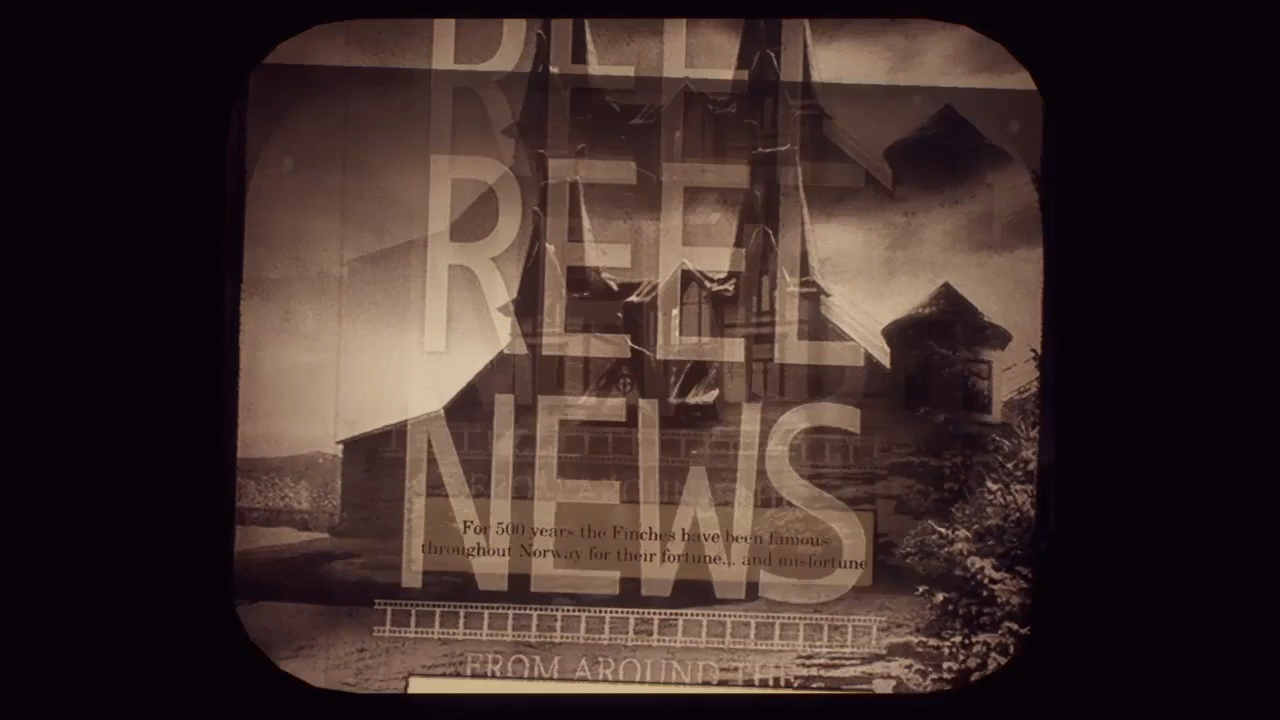 REEL
REEL
NEWS
For 500 years the Finches have been famous
throughout Norway for their fortune... and misfortune
FROM AROUND THE